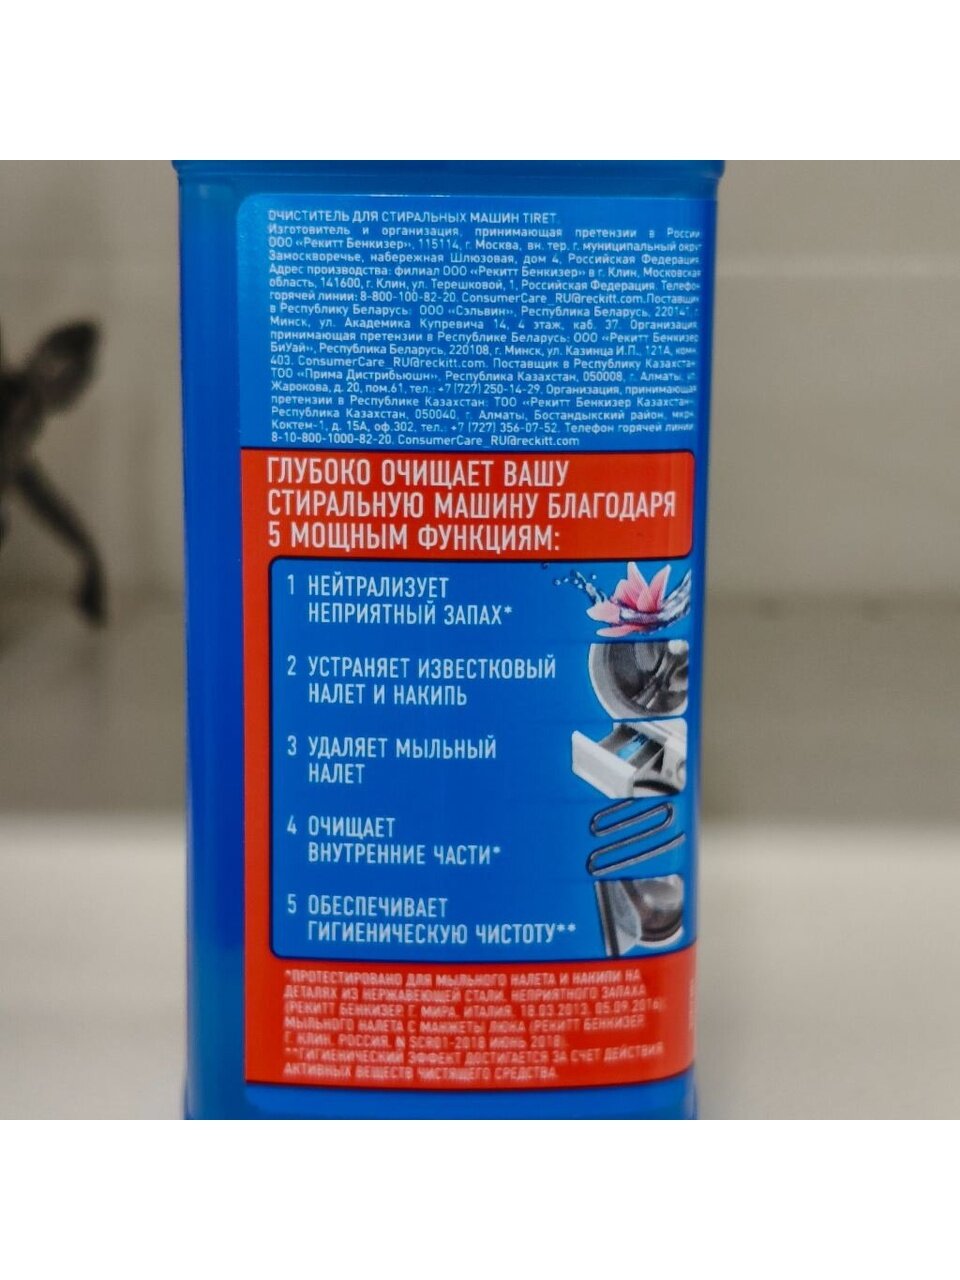 ОЧИСТИТЕЛЬ ДЛЯ СТИРАЛЬНЫХ МАШИН TIRET.
Изготовитель и организация, принимающая претензии в России
ООО «Рекитт Бенкизер», 115114, г. Москва, вн. тер. г. муниципальный округ
Замоскворечье, набережная Шлюзовая, дом 4, Российская Федерация
Адрес производства: филиал ООО «Рекитт Бенкизер» в г. Клин, Московская
область, 141600, г. Клин, ул. Терешковой, 1, Российская Федерация. Телефон
горячей линии: 8-800-100-82-20. ConsumerCare_RU@reckitt.com. Поставщик
в Республику Беларусь: ООО «Сэльвин», Республика Беларусь, 220141, г.
Минск, ул. Академика Купревича 14, 4 этаж, каб. 37. Организация,
принимающая претензии в Республике Беларусь: ООО «Рекитт Бенкизер
БиУай», Республика Беларусь, 220108, г. Минск, ул. Казинца И.П., 121А, комн.
403. ConsumerCare_RU@reckitt.com. Поставщик в Республику Казахстан
ТОО «Прима Дистрибьюшн», Республика Казахстан, 050008, г. Алматы, ул.
Жарокова, д. 20, пом.61, тел.: +7 (727) 250-14-29. Организация, принимающая
претензии в Республике Казахстан: ТОО «Рекитт Бенкизер Казахстан»
Республика Казахстан, 050040, г. Алматы, Бостандыкский район, мкрн.
Коктем-1, д. 15А, оф.302, тел.: +7 (727) 356-07-52. Телефон горячей линии
8-10-800-1000-82-20. ConsumerCare_RU@reckitt.com
ГЛУБОКО ОЧИЩАЕТ ВАШУ
СТИРАЛЬНУЮ МАШИНУ БЛАГОДАРЯ
5 МОЩНЫМ ФУНКЦИЯМ:
1 НЕЙТРАЛИЗУЕТ
НЕПРИЯТНЫЙ ЗАПАХ*
2 УСТРАНЯЕТ ИЗВЕСТКОВЫЙ
НАЛЕТ И НАКИПЬ
3 УДАЛЯЕТ МЫЛЬНЫЙ
НАЛЕТ
4 ОЧИЩАЕТ
ВНУТРЕННИЕ ЧАСТИ*
5 ОБЕСПЕЧИВАЕТ
ГИГИЕНИЧЕСКУЮ ЧИСТОТУ**
*ПРОТЕСТИРОВАНО ДЛЯ МЫЛЬНОГО НАЛЕТА И НАКИПИ НА
ДЕТАЛЯХ ИЗ НЕРЖАВЕЮЩЕЙ СТАЛИ, НЕПРИЯТНОГО ЗАПАХА
(РЕКИТТ БЕНКИЗЕР, Г. МИРА, ИТАЛИЯ, 18.03.2013, 05.09.2016)
МЫЛЬНОГО НАЛЕТА С МАНЖЕТЫ ЛЮКА (РЕКИТТ БЕНКИЗЕР,
Г. КЛИН, РОССИЯ, N SCR01-2018 ИЮНЬ 2018).
**ГИГИЕНИЧЕСКИЙ ЭФФЕКТ ДОСТИГАЕТСЯ ЗА СЧЕТ ДЕЙСТВИЯ
АКТИВНЫХ ВЕЩЕСТВ ЧИСТЯЩЕГО СРЕДСТВА.